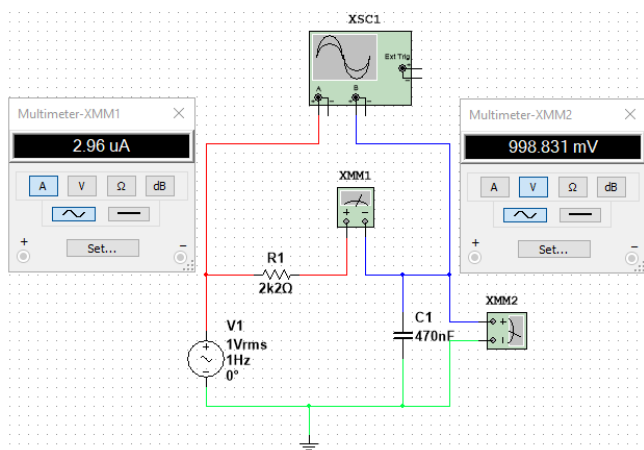 XSC1
Ext Trig
+
-
A
B
+ - + -
Multimeter-XMM1 ×
2.96 uA
A V Ω dB
Set...
+ -
Multimeter-XMM2 ×
998.831 mV
A V Ω dB
Set...
+ -
XMM1
+ -
R1
2k2Ω
XMM2
+
C1
470nF
V1
1Vrms
1Hz
0°
+
-